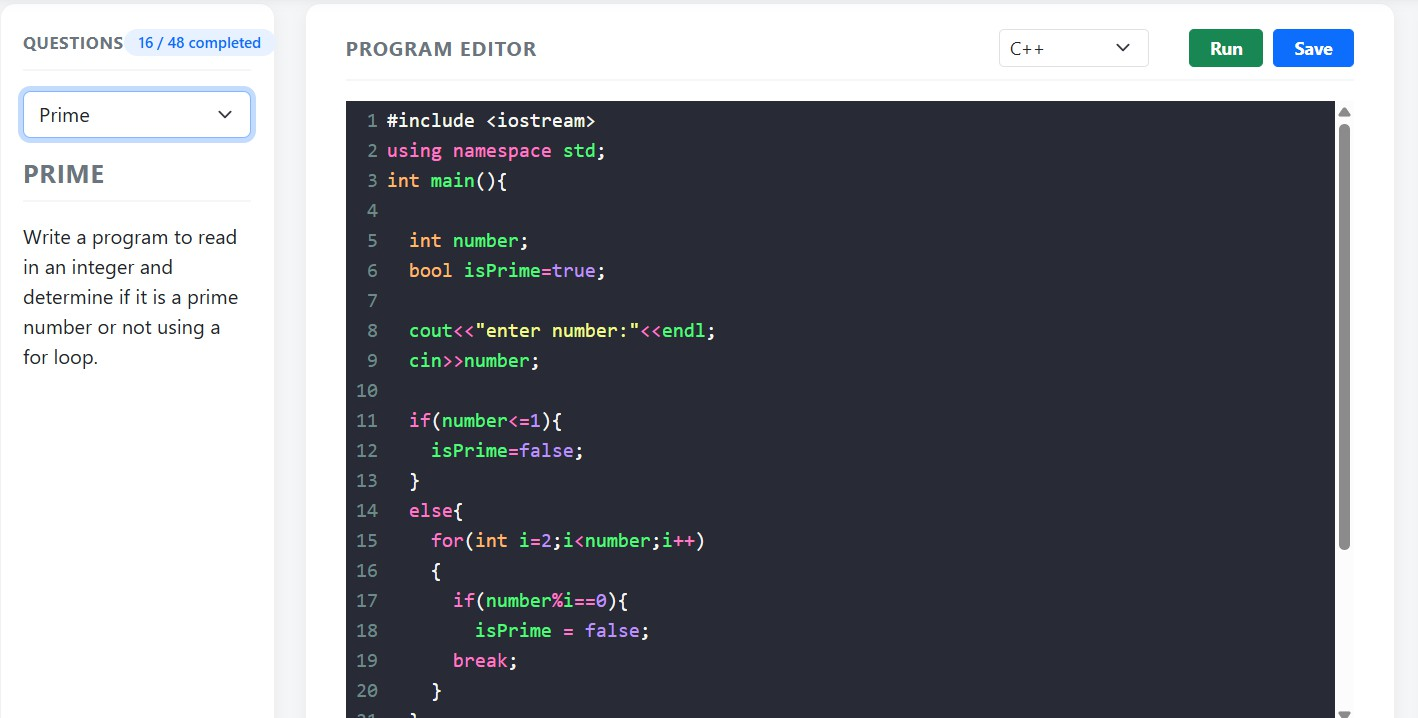 QUESTIONS 16 / 48 completed
Prime
PRIME
Write a program to read
in an integer and
determine if it is a prime
number or not using a
for loop.
PROGRAM EDITOR
C++
Run
Save
1 #include <iostream>
2 using namespace std;
3 int main(){
4
5   int number;
6   bool isPrime=true;
7
8   cout<<"enter number:"<<endl;
9   cin>>number;
10
11   if(number<=1){
12     isPrime=false;
13   }
14   else{
15     for(int i=2;i<number;i++)
16     {
17       if(number%i==0){
18         isPrime = false;
19       break;
20     }